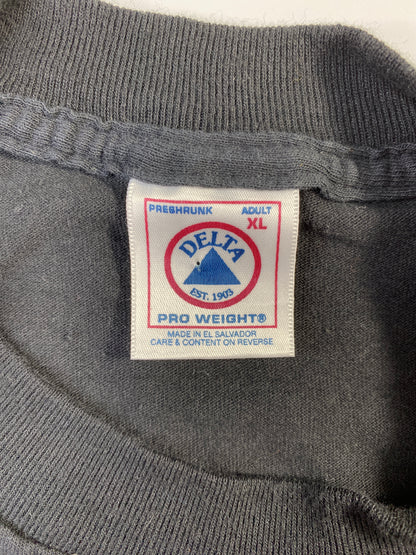 PRESHRUNK ADULT
XL
DELTA
EST. 1903
PRO WEIGHT®
MADE IN EL SALVADOR
CARE & CONTENT ON REVERSE